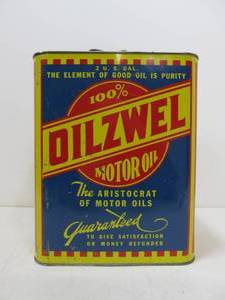 2 U.S. GAL.
THE ELEMENT OF GOOD OIL IS PURITY
100%
OILZWEL
MOTOR OIL
The ARISTOCRAT
OF MOTOR OILS
Guaranteed
TO GIVE SATISFACTION
OR MONEY REFUNDED